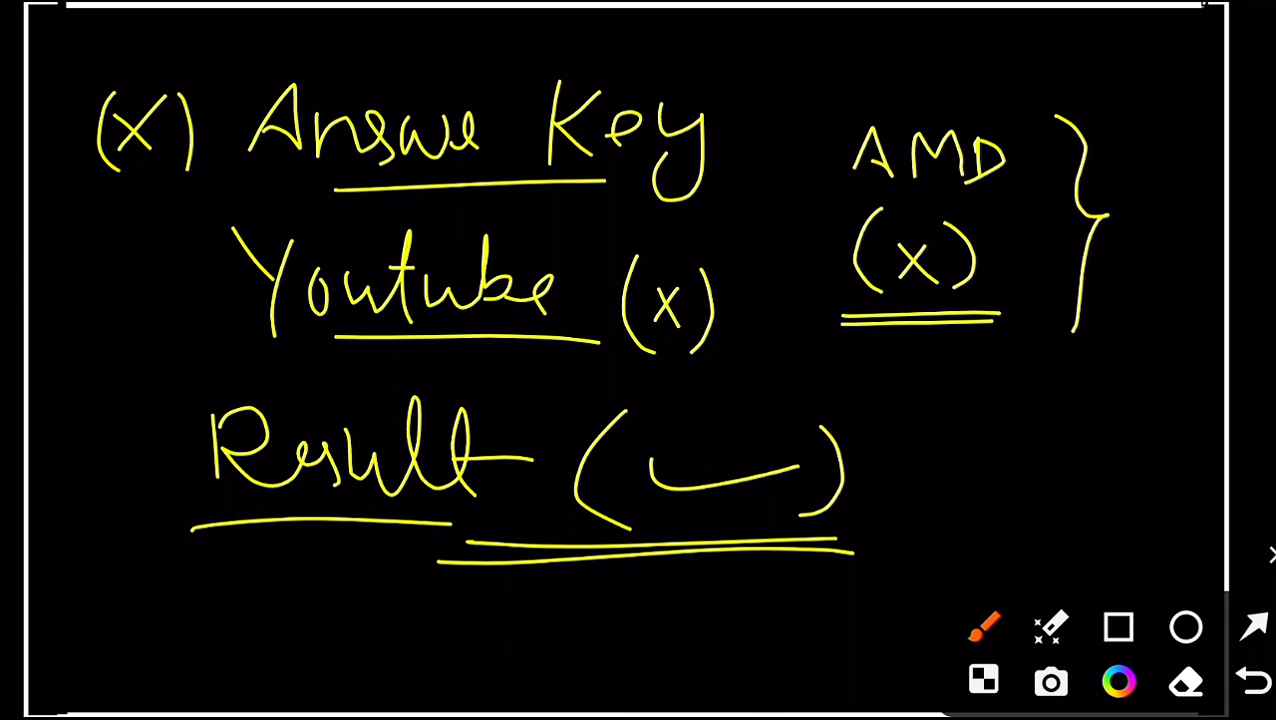 (X) Answe Key
AMD
(X)
Youtube (X)
Result (✓)